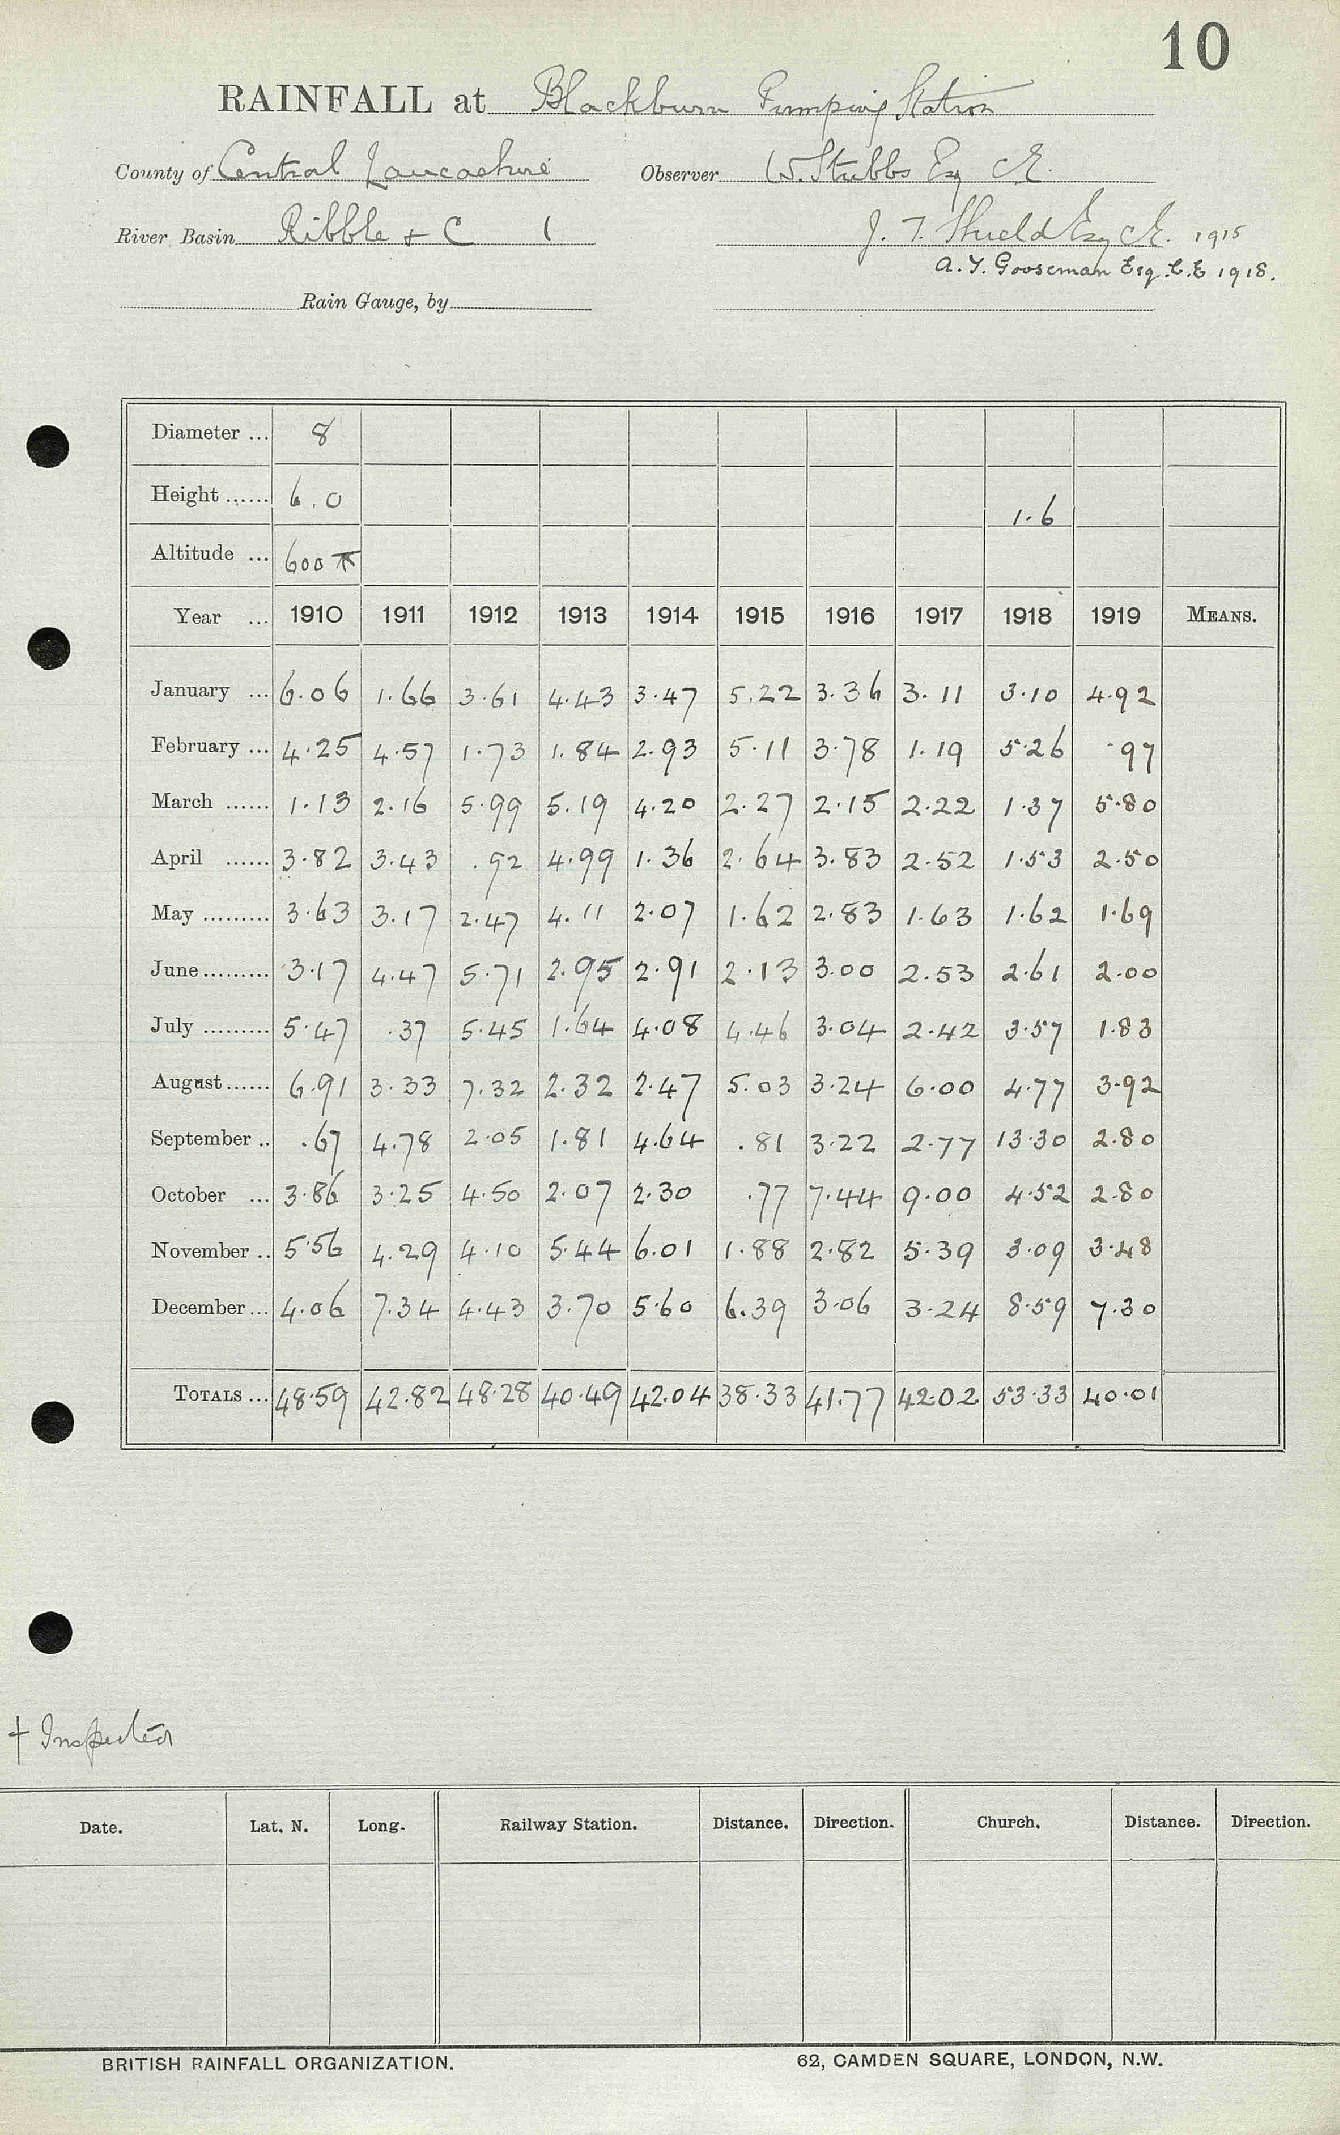 10
RAINFALL at Blackburn Pumping Station
County of Central Lancashire Observer W. Stubbs Esq C.E.
River Basin Ribble + C 1 J. T. Shield Esq C.E. 1915
A. T. Gooseman Esq. C.E 1918.
Rain Gauge, by
Diameter ... 8
Height ...... 6.0 1.6
Altitude ... 600
Year ... 1910 1911 1912 1913 1914 1915 1916 1917 1918 1919 MEANS.
January ... 6.06 1.66 3.61 4.43 3.47 5.22 3.36 3.11 3.10 4.92
February ... 4.25 4.57 1.73 1.84 2.93 5.11 3.78 1.19 5.26 .97
March ...... 1.13 2.16 5.99 5.19 4.20 2.27 2.15 2.22 1.37 5.80
April ...... 3.82 3.43 .92 4.99 1.36 2.64 3.83 2.52 1.53 2.50
May ......... 3.63 3.17 2.47 4.11 2.07 1.62 2.83 1.63 1.62 1.69
June ......... 3.17 4.47 5.71 2.95 2.91 2.13 3.00 2.53 2.61 2.00
July ......... 5.47 .37 5.45 1.64 4.08 4.46 3.04 2.42 3.57 1.83
August ...... 6.91 3.33 7.32 2.32 2.47 5.03 3.24 6.00 4.77 3.92
September .. .67 4.78 2.05 1.81 4.64 .81 3.22 2.77 13.30 2.80
October ... 3.86 3.25 4.50 2.07 2.30 .77 7.44 9.00 4.52 2.80
November .. 5.56 4.29 4.10 5.44 6.01 1.88 2.82 5.39 3.09 3.48
December ... 4.06 7.34 4.43 3.70 5.60 6.39 3.06 3.24 8.59 7.30
TOTALS ... 48.59 42.82 48.28 40.49 42.04 38.33 41.77 42.02 53.33 40.01
† Inspected
Date. Lat. N. Long. Railway Station. Distance. Direction. Church. Distance. Direction.
BRITISH RAINFALL ORGANIZATION. 62, CAMDEN SQUARE, LONDON, N.W.